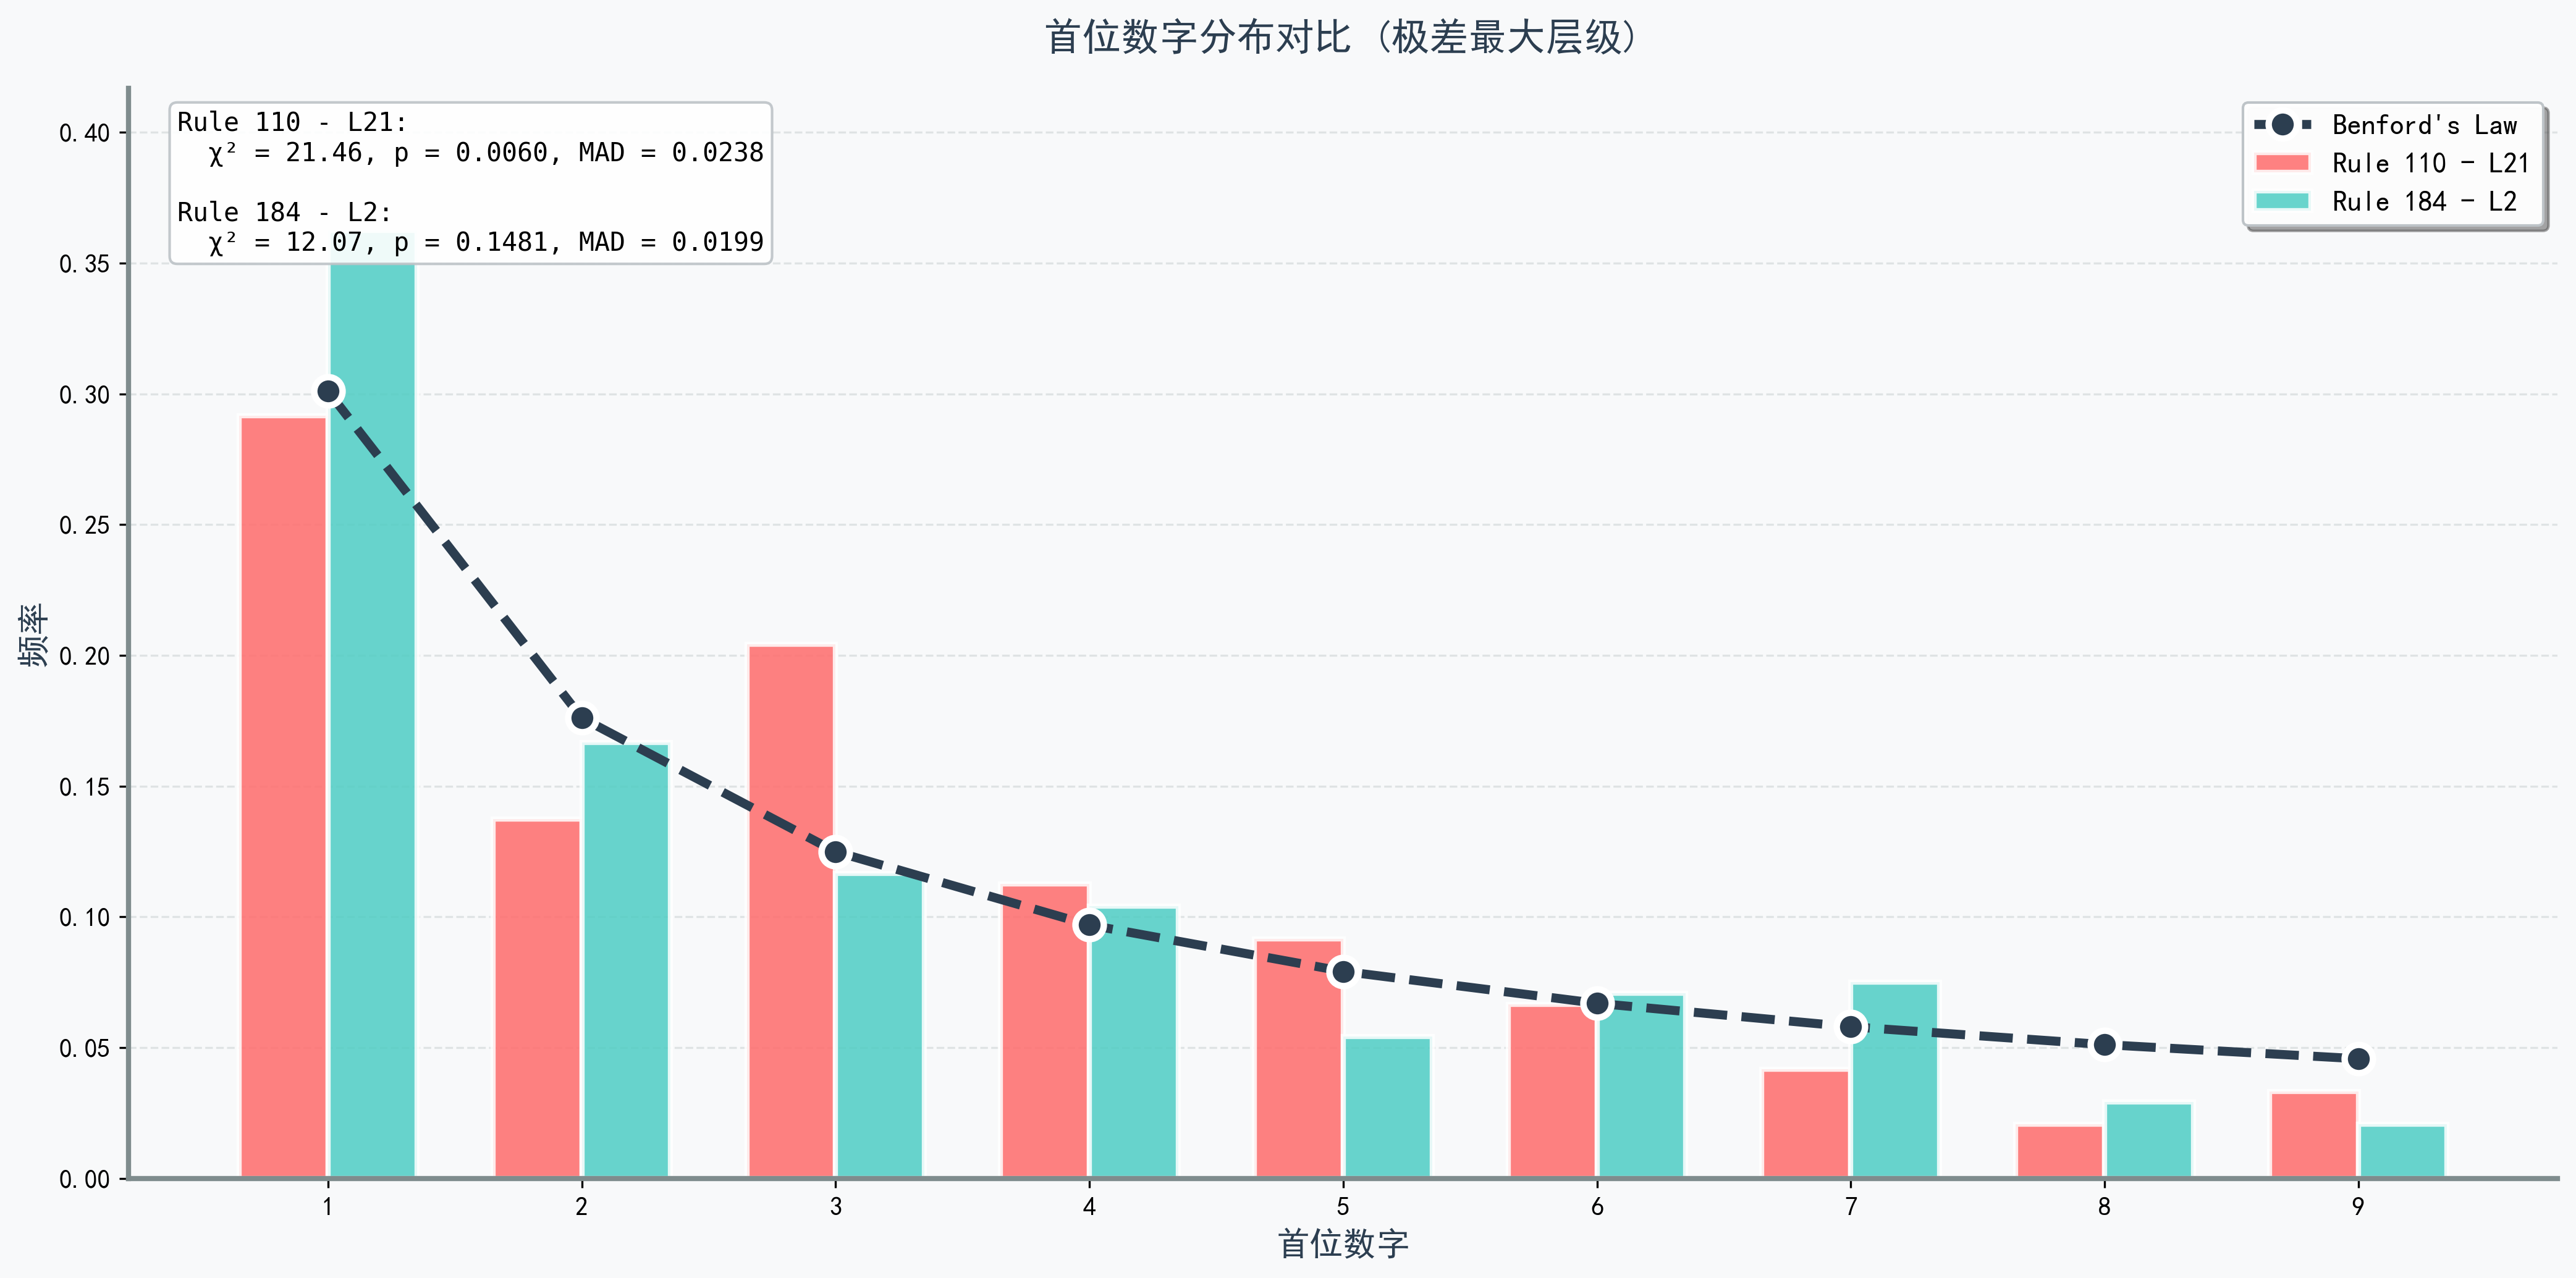 首位数字分布对比（极差最大层级）
Rule 110 - L21:
χ² = 21.46, p = 0.0060, MAD = 0.0238
Rule 184 - L2:
χ² = 12.07, p = 0.1481, MAD = 0.0199
Benford's Law
Rule 110 - L21
Rule 184 - L2
频率
0.40
0.35
0.30
0.25
0.20
0.15
0.10
0.05
0.00
1 2 3 4 5 6 7 8 9
首位数字